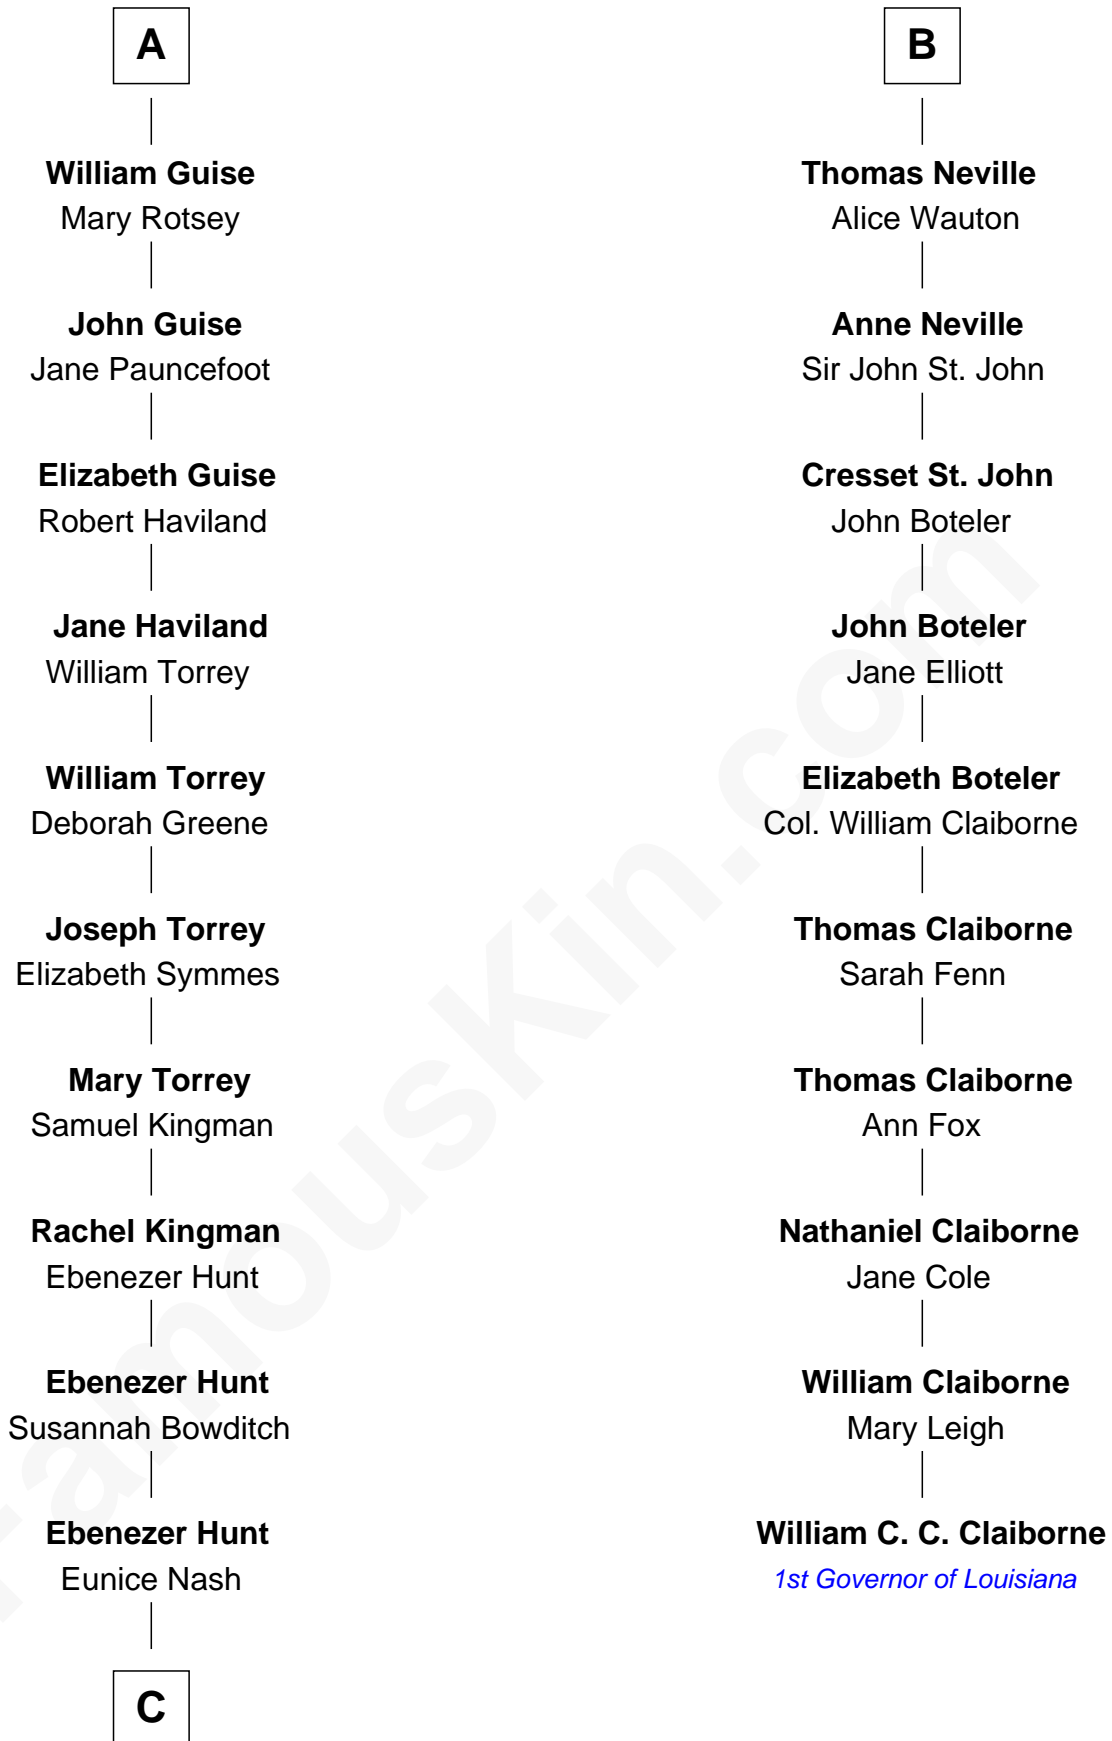 A
William Guise
Mary Rotsey
John Guise
Jane Pauncefoot
Elizabeth Guise
Robert Haviland
Jane Haviland
William Torrey
William Torrey
Deborah Greene
Joseph Torrey
Elizabeth Symmes
Mary Torrey
Samuel Kingman
Rachel Kingman
Ebenezer Hunt
Ebenezer Hunt
Susannah Bowditch
Ebenezer Hunt
Eunice Nash
C
B
Thomas Neville
Alice Wauton
Anne Neville
Sir John St. John
Cresset St. John
John Boteler
John Boteler
Jane Elliott
Elizabeth Boteler
Col. William Claiborne
Thomas Claiborne
Sarah Fenn
Thomas Claiborne
Ann Fox
Nathaniel Claiborne
Jane Cole
William Claiborne
Mary Leigh
William C. C. Claiborne
1st Governor of Louisiana
FamousKin.com